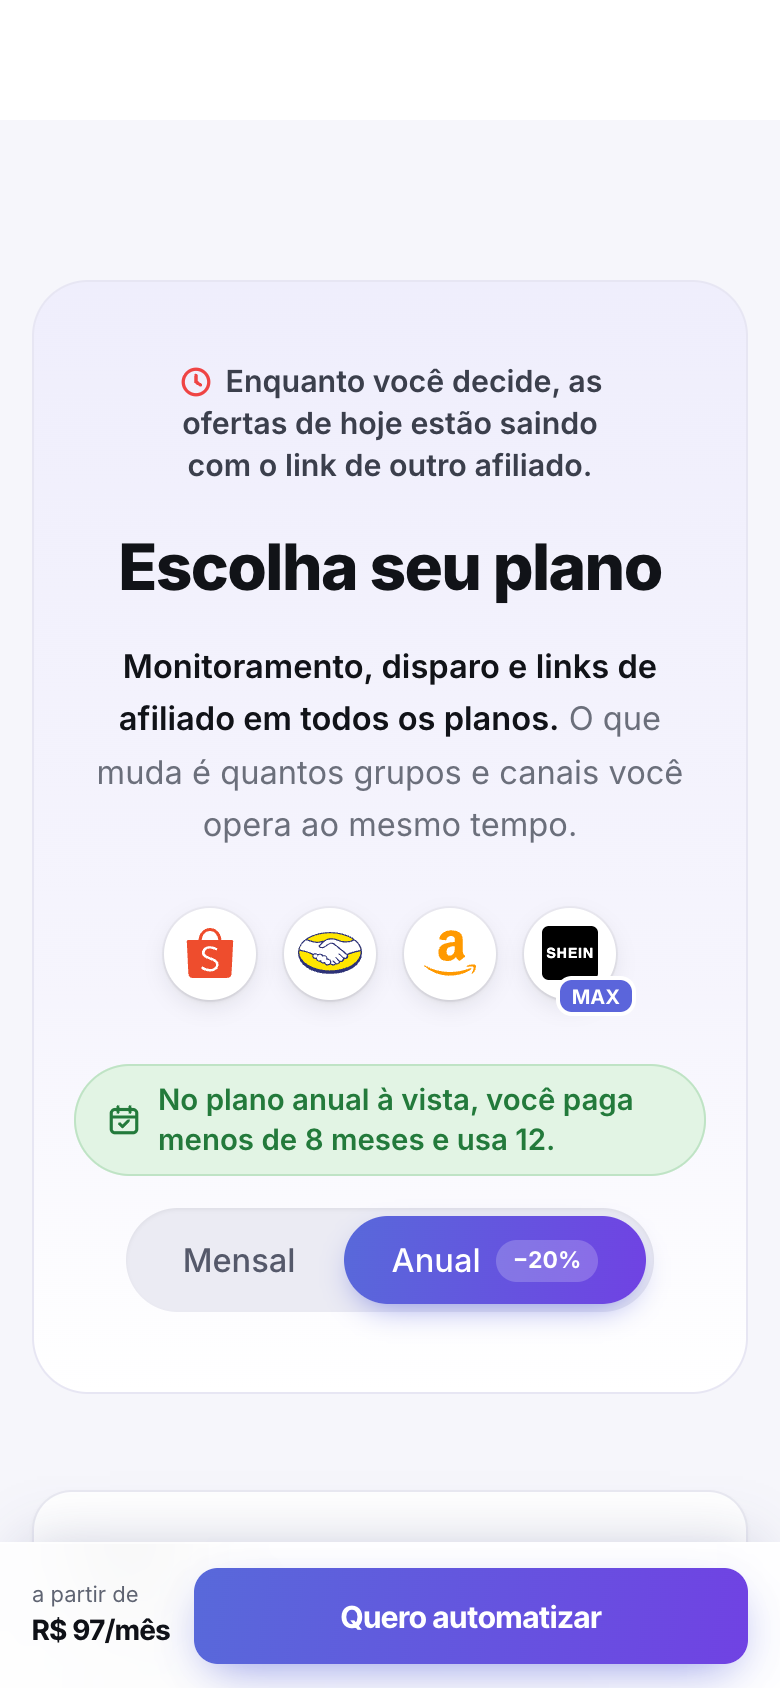 Enquanto você decide, as
ofertas de hoje estão saindo
com o link de outro afiliado.
Escolha seu plano
Monitoramento, disparo e links de
afiliado em todos os planos. O que
muda é quantos grupos e canais você
opera ao mesmo tempo.
SHEIN
MAX
No plano anual à vista, você paga
menos de 8 meses e usa 12.
Mensal
Anual −20%
a partir de
R$ 97/mês
Quero automatizar